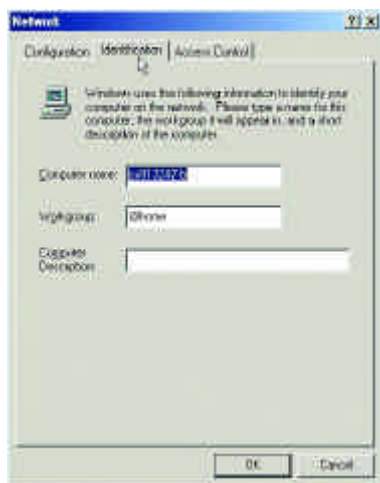 Network
Configuration Identification Access Control
Windows uses the following information to identify your
computer on the network. Please type a name for this
computer, the workgroup it will appear in, and a short
description of the computer.
Computer name:
Workgroup: @Home
Computer
Description:
OK Cancel